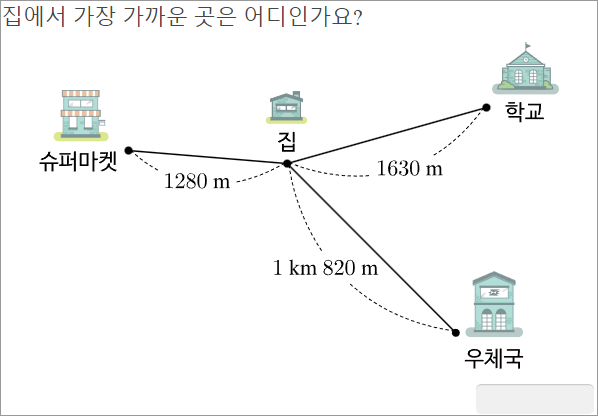 집에서 가장 가까운 곳은 어디인가요?
학교
집
슈퍼마켓
1280 m
1630 m
1 km 820 m
우체국